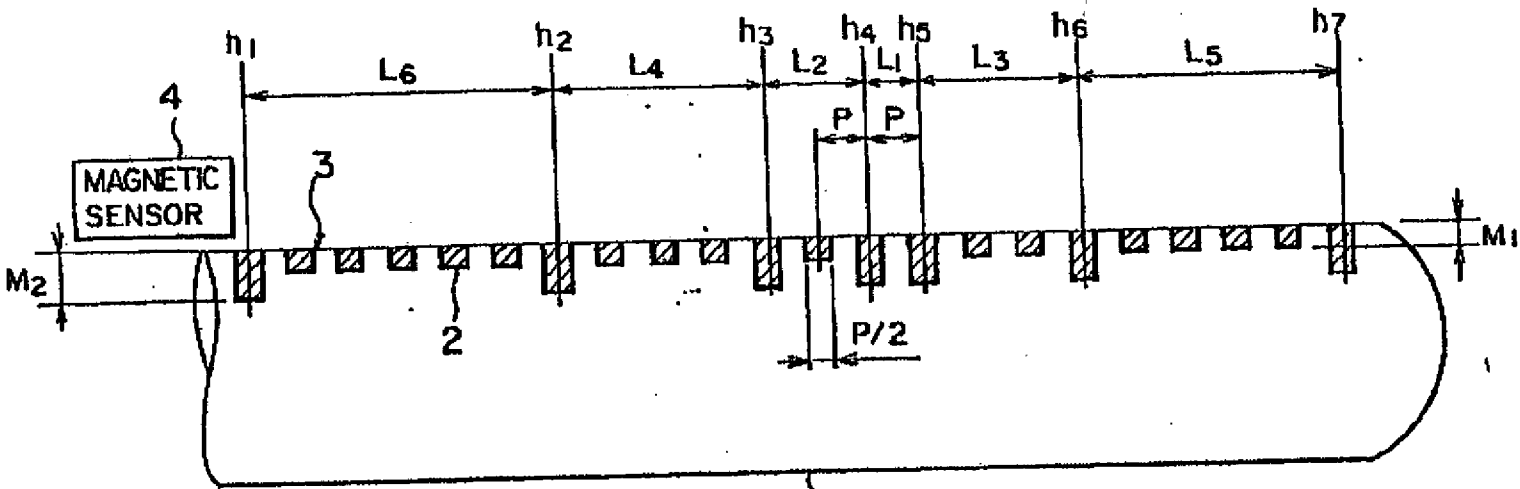 h1 h2 h3 h4 h5 h6 h7
L6 L4 L2 L1 L3 L5
4
P P
MAGNETIC
SENSOR
3
M2
M1
2
P/2